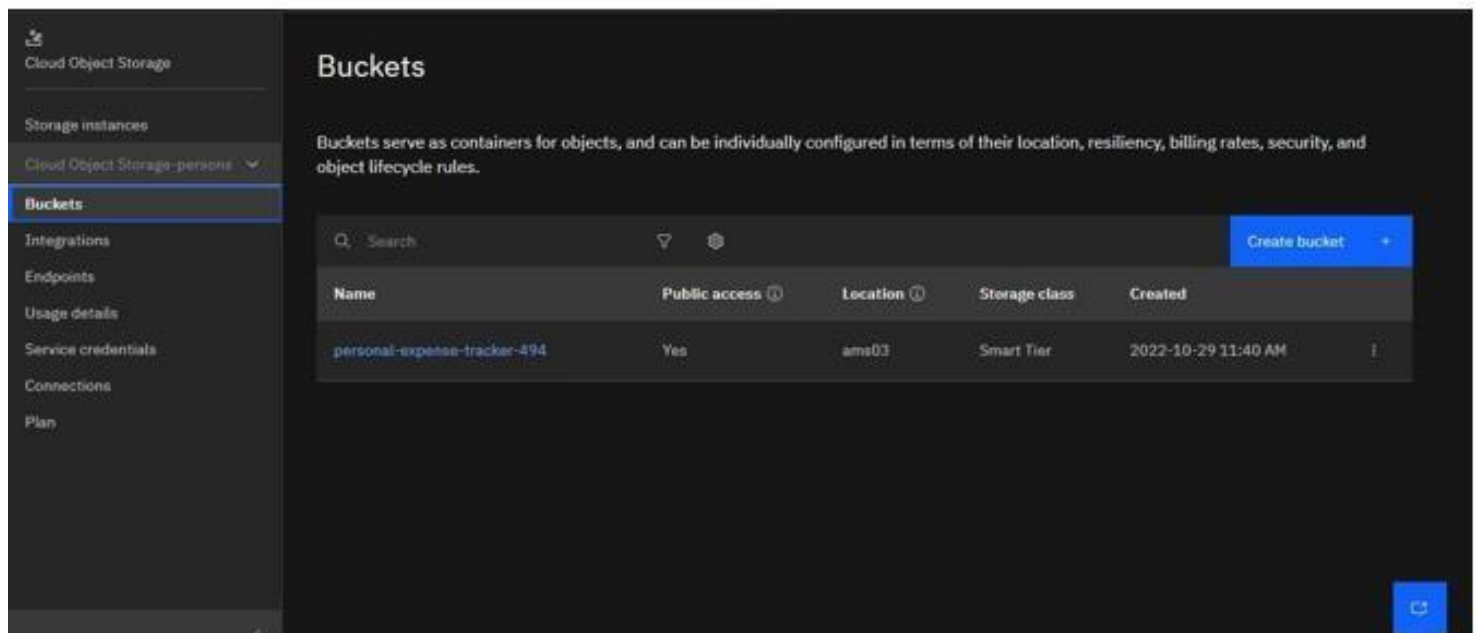 Cloud Object Storage
Storage instances
Cloud Object Storage-persona
Buckets
Integrations
Endpoints
Usage details
Service credentials
Connections
Plan
Buckets
Buckets serve as containers for objects, and can be individually configured in terms of their location, resiliency, billing rates, security, and
object lifecycle rules.
Search
Create bucket +
Name Public access Location Storage class Created
personal-expense-tracker-494 Yes ams03 Smart Tier 2022-10-29 11:40 AM